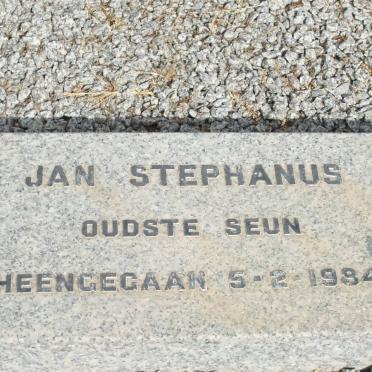 JAN STEPHANUS
OUDSTE SEUN
HEENGEGAAN 5-2-1984